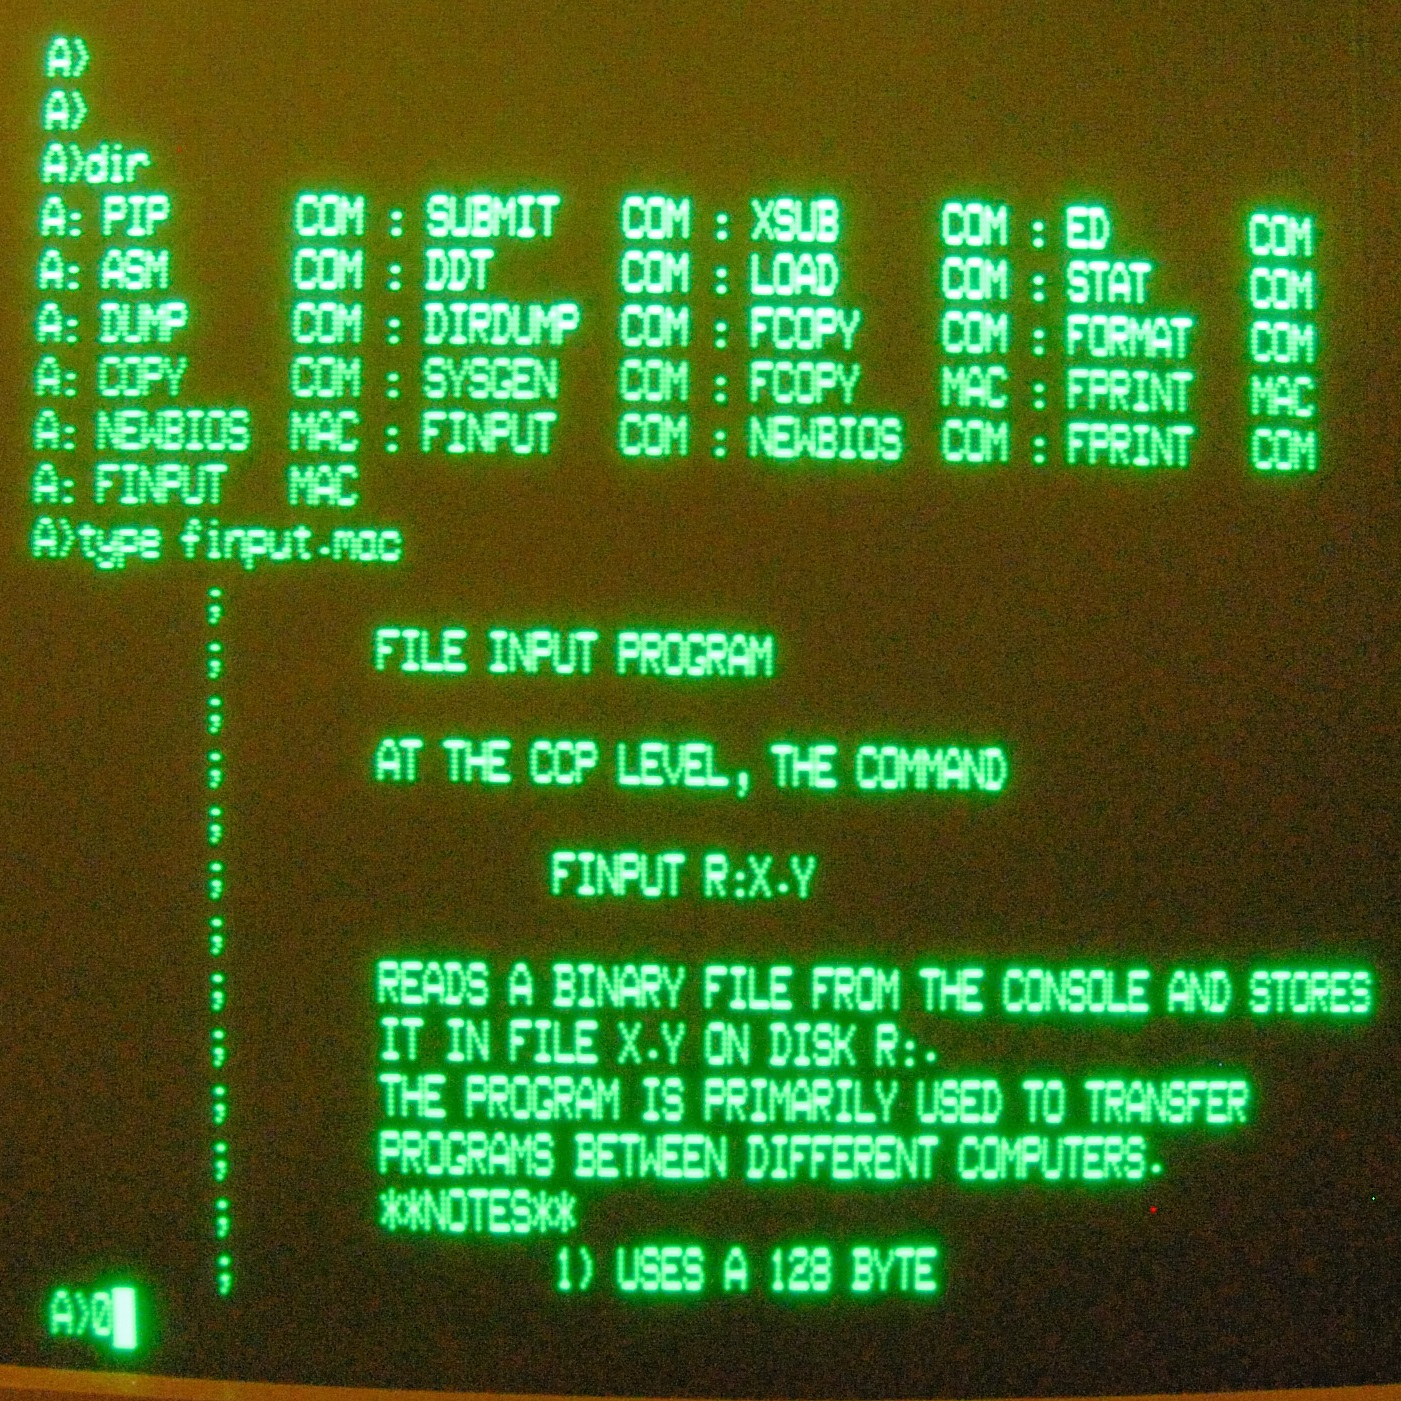 A>
A>
A>dir
A: PIP      COM : SUBMIT   COM : XSUB     COM : ED       COM
A: ASM      COM : DDT      COM : LOAD     COM : STAT     COM
A: DUMP     COM : DIRDUMP  COM : FCOPY    COM : FORMAT   COM
A: COPY     COM : SYSGEN   COM : FCOPY    MAC : FPRINT   MAC
A: NEWBIOS  MAC : FINPUT   COM : NEWBIOS  COM : FPRINT   COM
A: FINPUT   MAC
A>type finput.mac
;
;       FILE INPUT PROGRAM
;
;       AT THE CCP LEVEL, THE COMMAND
;
;               FINPUT R:X.Y
;
;       READS A BINARY FILE FROM THE CONSOLE AND STORES
;       IT IN FILE X.Y ON DISK R:.
;       THE PROGRAM IS PRIMARILY USED TO TRANSFER
;       PROGRAMS BETWEEN DIFFERENT COMPUTERS.
;       **NOTES**
;               1) USES A 128 BYTE
A>0